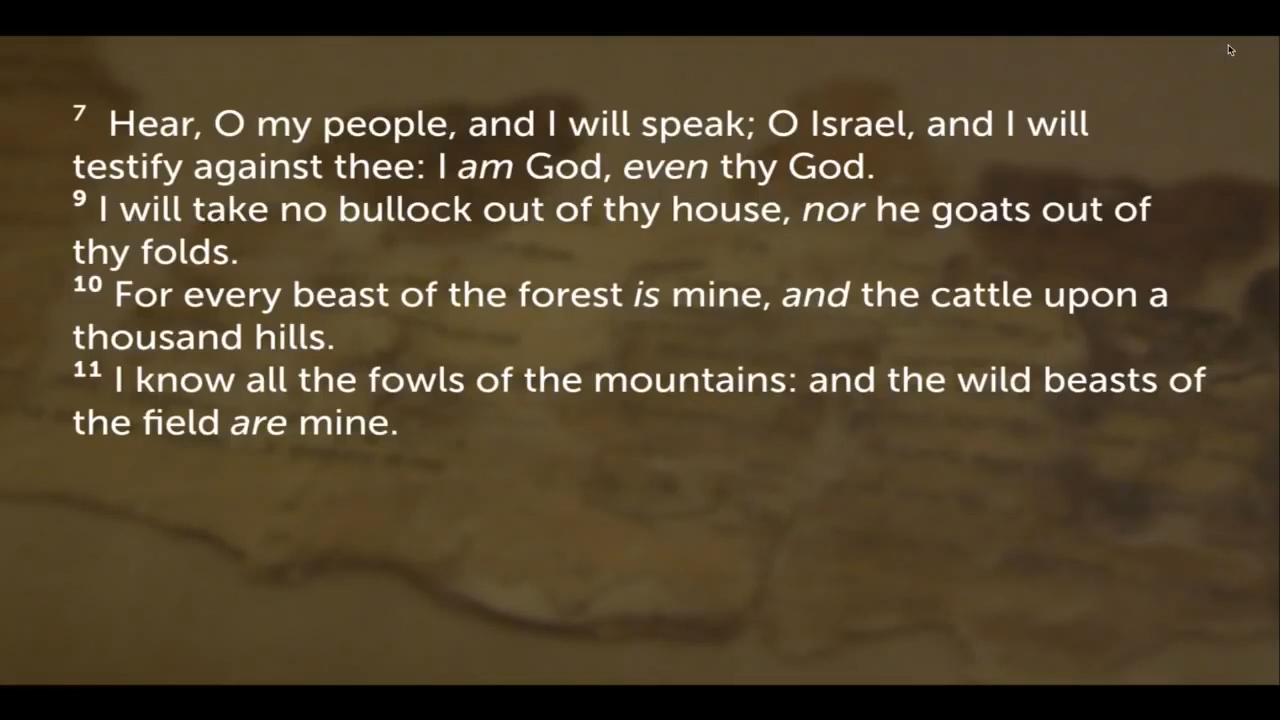 7 Hear, O my people, and I will speak; O Israel, and I will
testify against thee: I am God, even thy God.
9 I will take no bullock out of thy house, nor he goats out of
thy folds.
10 For every beast of the forest is mine, and the cattle upon a
thousand hills.
11 I know all the fowls of the mountains: and the wild beasts of
the field are mine.